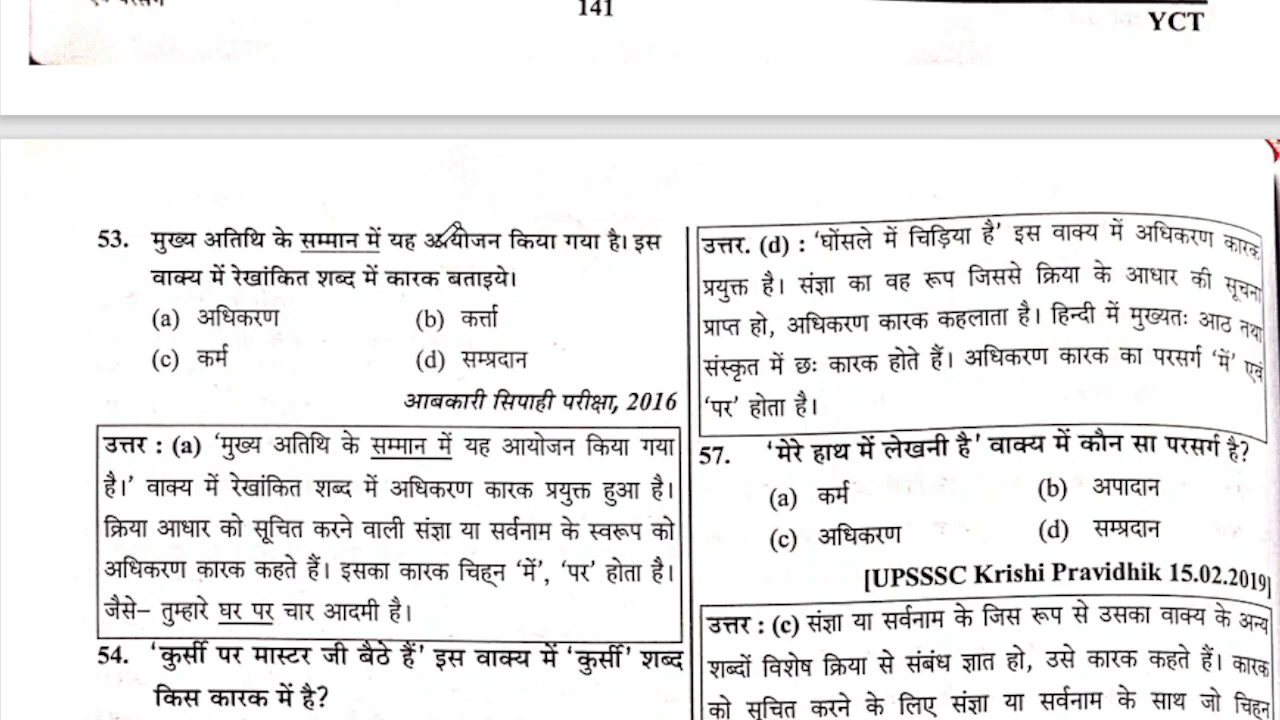 141
YCT
53. मुख्य अतिथि के सम्मान में यह आयोजन किया गया है। इस
वाक्य में रेखांकित शब्द में कारक बताइये।
(a) अधिकरण (b) कर्त्ता
(c) कर्म (d) सम्प्रदान
आबकारी सिपाही परीक्षा, 2016
उत्तर : (a) ‘मुख्य अतिथि के सम्मान में यह आयोजन किया गया
है।’ वाक्य में रेखांकित शब्द में अधिकरण कारक प्रयुक्त हुआ है।
क्रिया आधार को सूचित करने वाली संज्ञा या सर्वनाम के स्वरूप को
अधिकरण कारक कहते हैं। इसका कारक चिह्न ‘में’, ‘पर’ होता है।
जैसे– तुम्हारे घर पर चार आदमी है।
54. ‘कुर्सी पर मास्टर जी बैठे हैं’ इस वाक्य में ‘कुर्सी’ शब्द
किस कारक में है?
उत्तर. (d) : ‘घोंसले में चिड़िया है’ इस वाक्य में अधिकरण कारक
प्रयुक्त है। संज्ञा का वह रूप जिससे क्रिया के आधार की सूचना
प्राप्त हो, अधिकरण कारक कहलाता है। हिन्दी में मुख्यतः आठ तथा
संस्कृत में छः कारक होते हैं। अधिकरण कारक का परसर्ग ‘में’ एवं
‘पर’ होता है।
57. ‘मेरे हाथ में लेखनी है’ वाक्य में कौन सा परसर्ग है?
(a) कर्म (b) अपादान
(c) अधिकरण (d) सम्प्रदान
[UPSSSC Krishi Pravidhik 15.02.2019]
उत्तर : (c) संज्ञा या सर्वनाम के जिस रूप से उसका वाक्य के अन्य
शब्दों विशेष क्रिया से संबंध ज्ञात हो, उसे कारक कहते हैं। कारक
को सूचित करने के लिए संज्ञा या सर्वनाम के साथ जो चिह्न